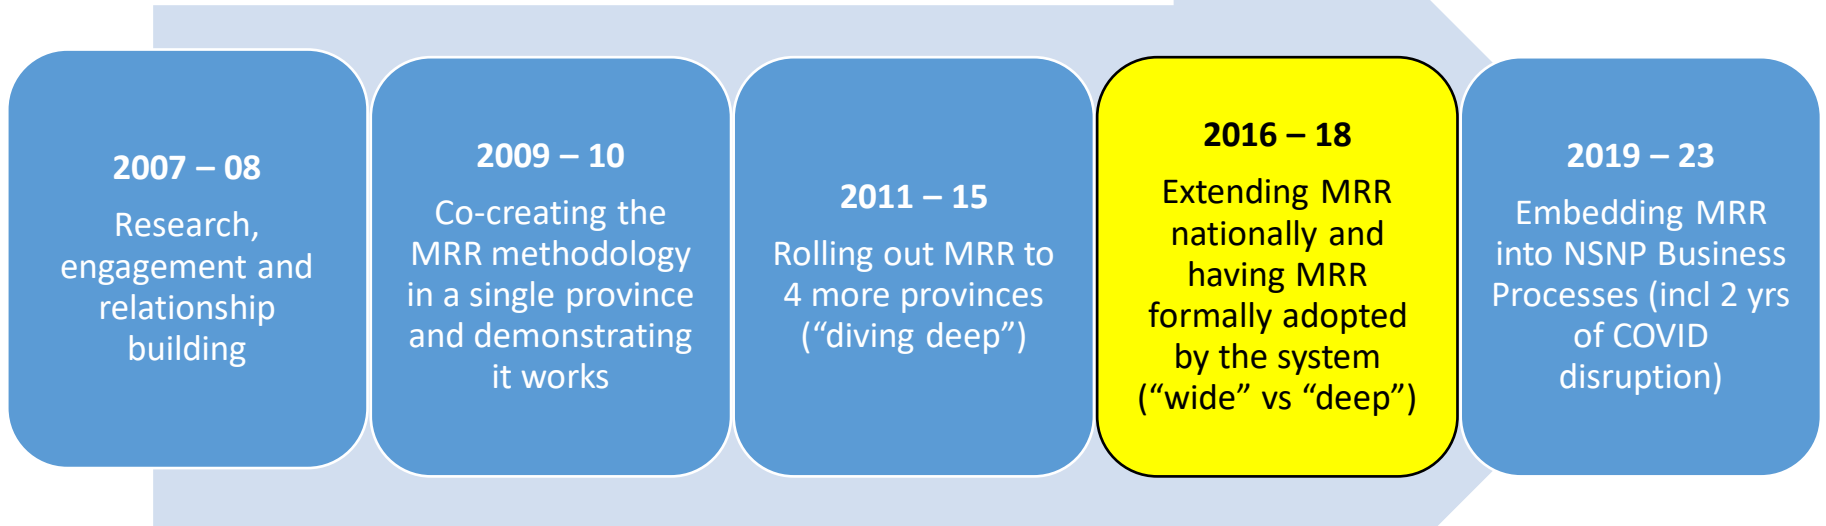 2007 – 08
Research,
engagement and
relationship
building
2009 – 10
Co-creating the
MRR methodology
in a single province
and demonstrating
it works
2011 – 15
Rolling out MRR to
4 more provinces
(“diving deep”)
2016 – 18
Extending MRR
nationally and
having MRR
formally adopted
by the system
(“wide” vs “deep”)
2019 – 23
Embedding MRR
into NSNP Business
Processes (incl 2 yrs
of COVID
disruption)